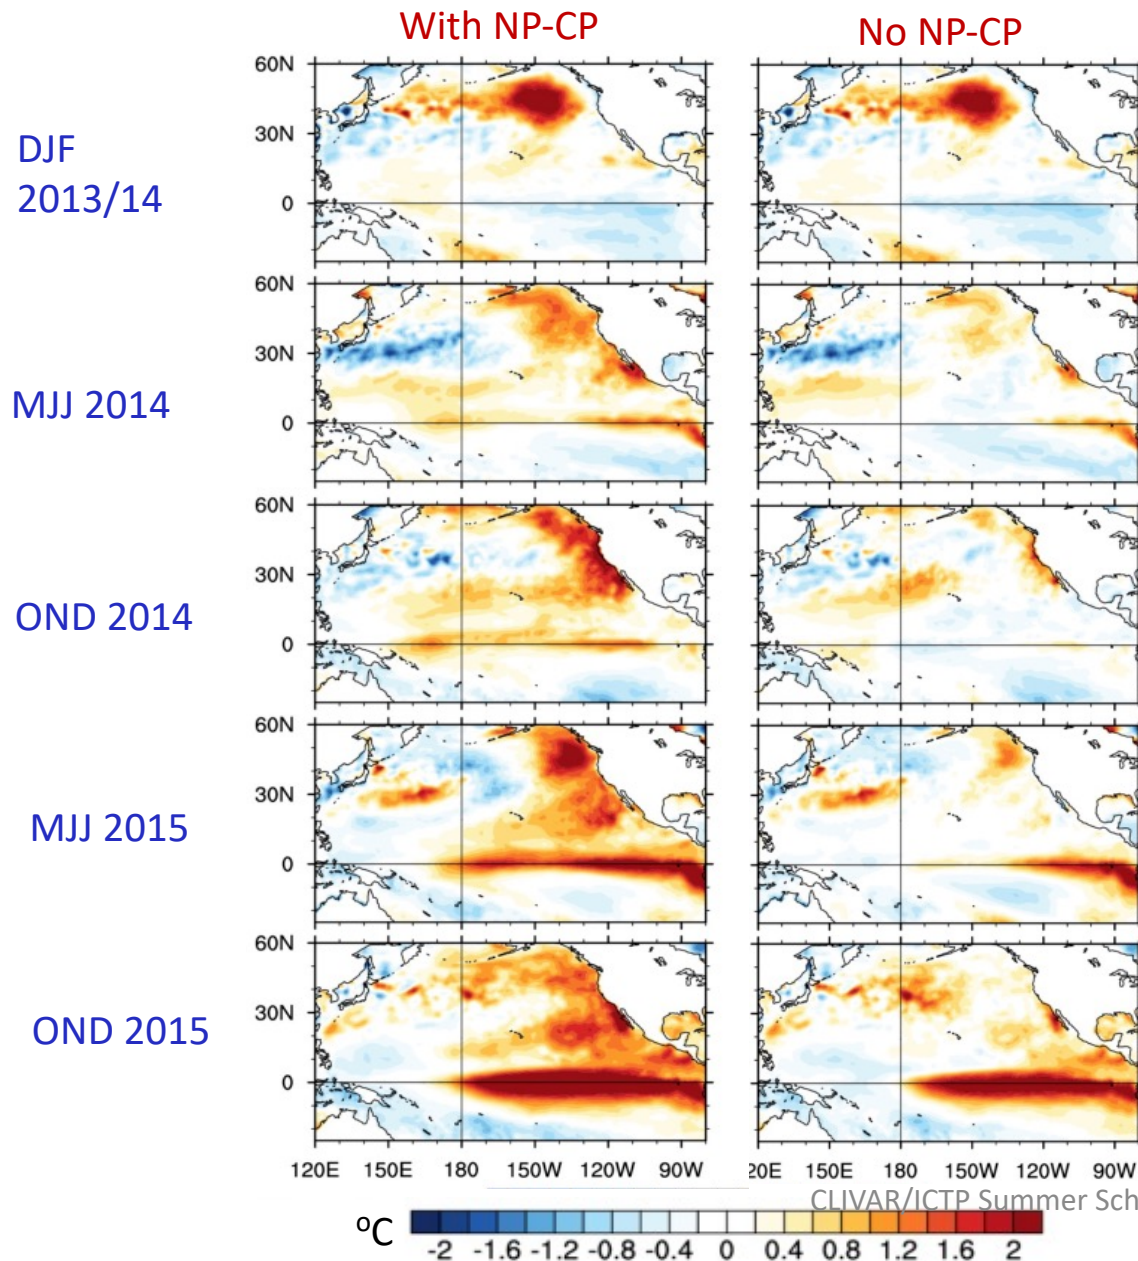 With NP-CP
No NP-CP
DJF
2013/14
60N
30N
0
MJJ 2014
60N
30N
0
OND 2014
60N
30N
0
MJJ 2015
60N
30N
0
OND 2015
60N
30N
0
120E 150E 180 150W 120W 90W
20E 150E 180 150W 120W 90W
CLIVAR/ICTP Summer Sch
°C
-2 -1.6 -1.2 -0.8 -0.4 0 0.4 0.8 1.2 1.6 2